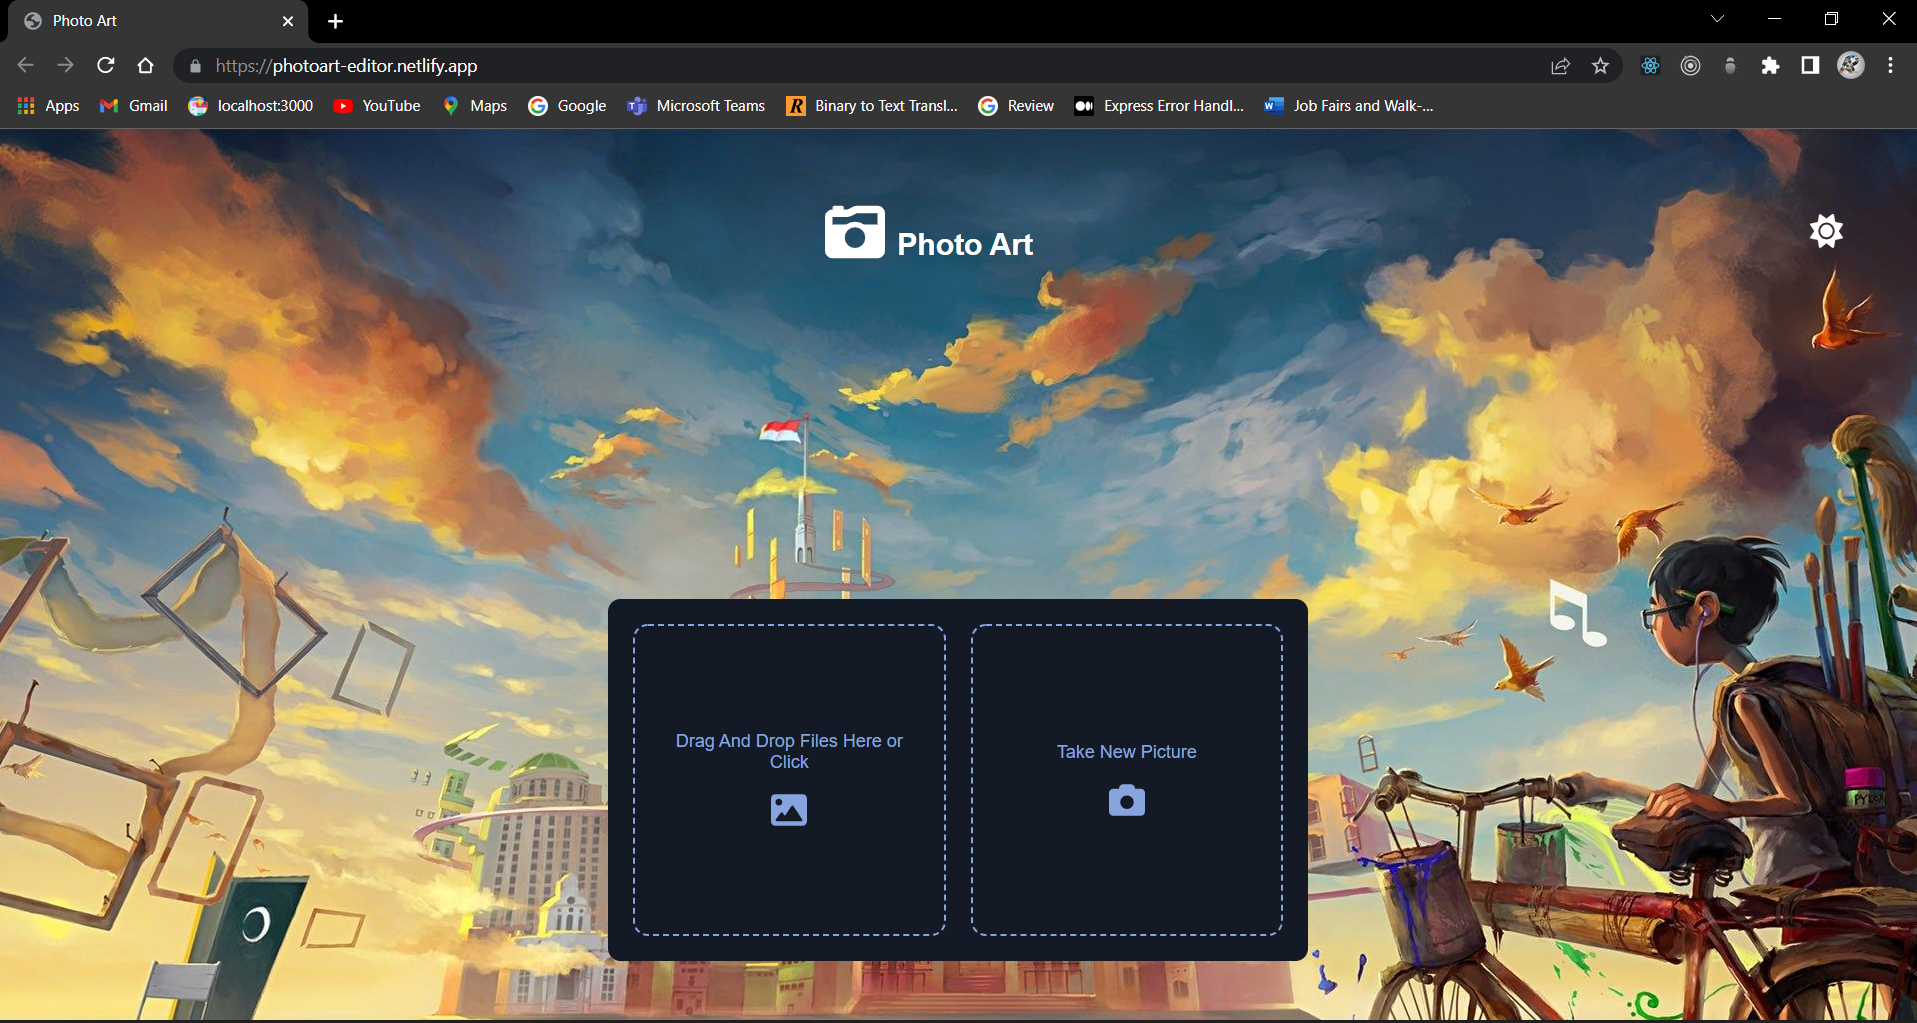 Photo Art
https://photoart-editor.netlify.app
Apps
Gmail
localhost:3000
YouTube
Maps
Google
Microsoft Teams
Binary to Text Transl...
Review
Express Error Handl...
Job Fairs and Walk-...
Photo Art
Drag And Drop Files Here or
Click
Take New Picture